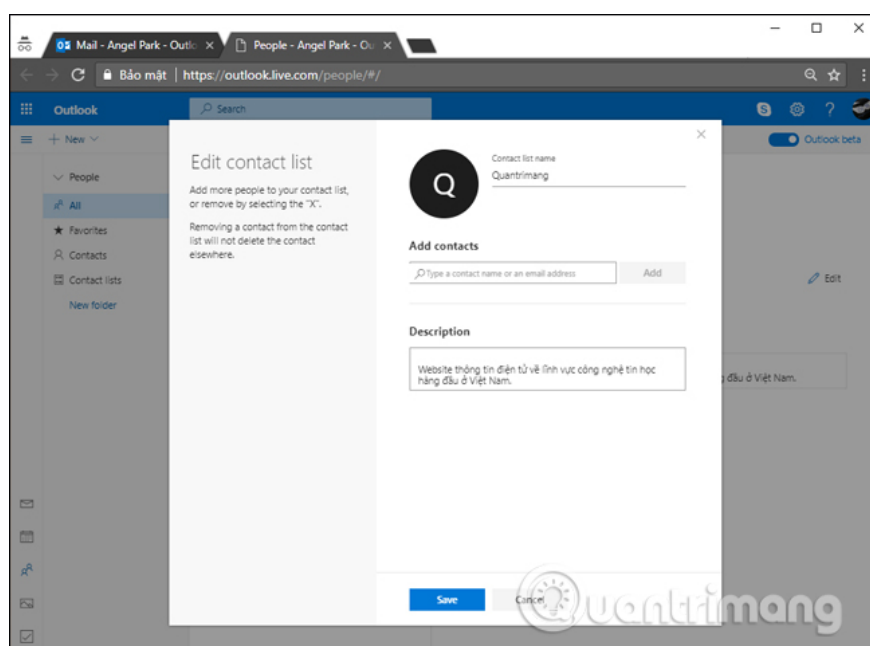 Mail - Angel Park - Outlo
People - Angel Park - Ou
Bảo mật
https://outlook.live.com/people/#/
Outlook
Search
New
Outlook beta
People
All
Favorites
Contacts
Contact lists
New folder
Edit contact list
Add more people to your contact list,
or remove by selecting the "X".
Removing a contact from the contact
list will not delete the contact
elsewhere.
Q
Contact list name
Quantrimang
Add contacts
Type a contact name or an email address
Add
Description
Website thông tin điện tử về lĩnh vực công nghệ tin học
hàng đầu ở Việt Nam.
Edit
g đầu ở Việt Nam.
Save
Cancel
Quantrimang